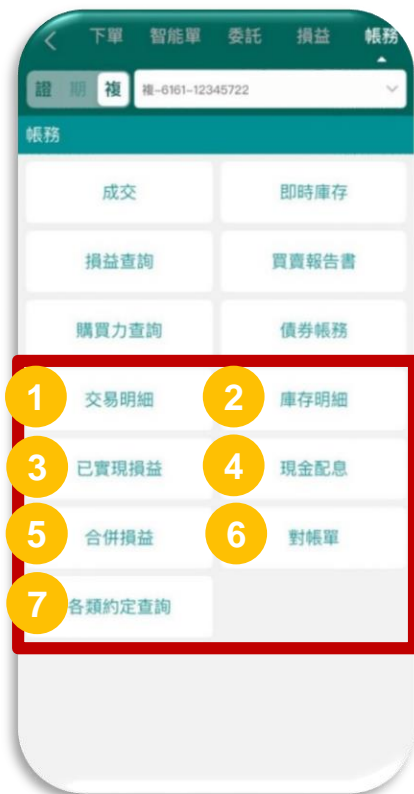 下單 智能單 委託 損益 帳務
證 期 複 複-6161-12345722
帳務
成交 即時庫存
損益查詢 買賣報告書
購買力查詢 債券帳務
1 交易明細 2 庫存明細
3 已實現損益 4 現金配息
5 合併損益 6 對帳單
7 各類約定查詢